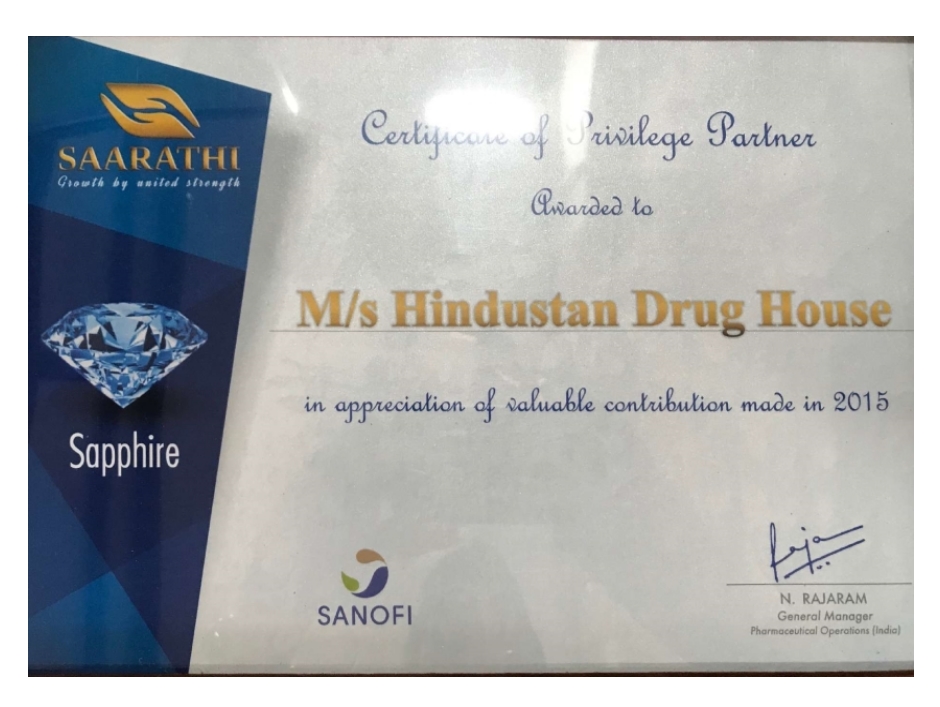 SAARATHI
Growth by united strength
Sapphire
Certificate of Privilege Partner
Awarded to
M/s Hindustan Drug House
in appreciation of valuable contribution made in 2015
SANOFI
Raja
N. RAJARAM
General Manager
Pharmaceutical Operations (India)